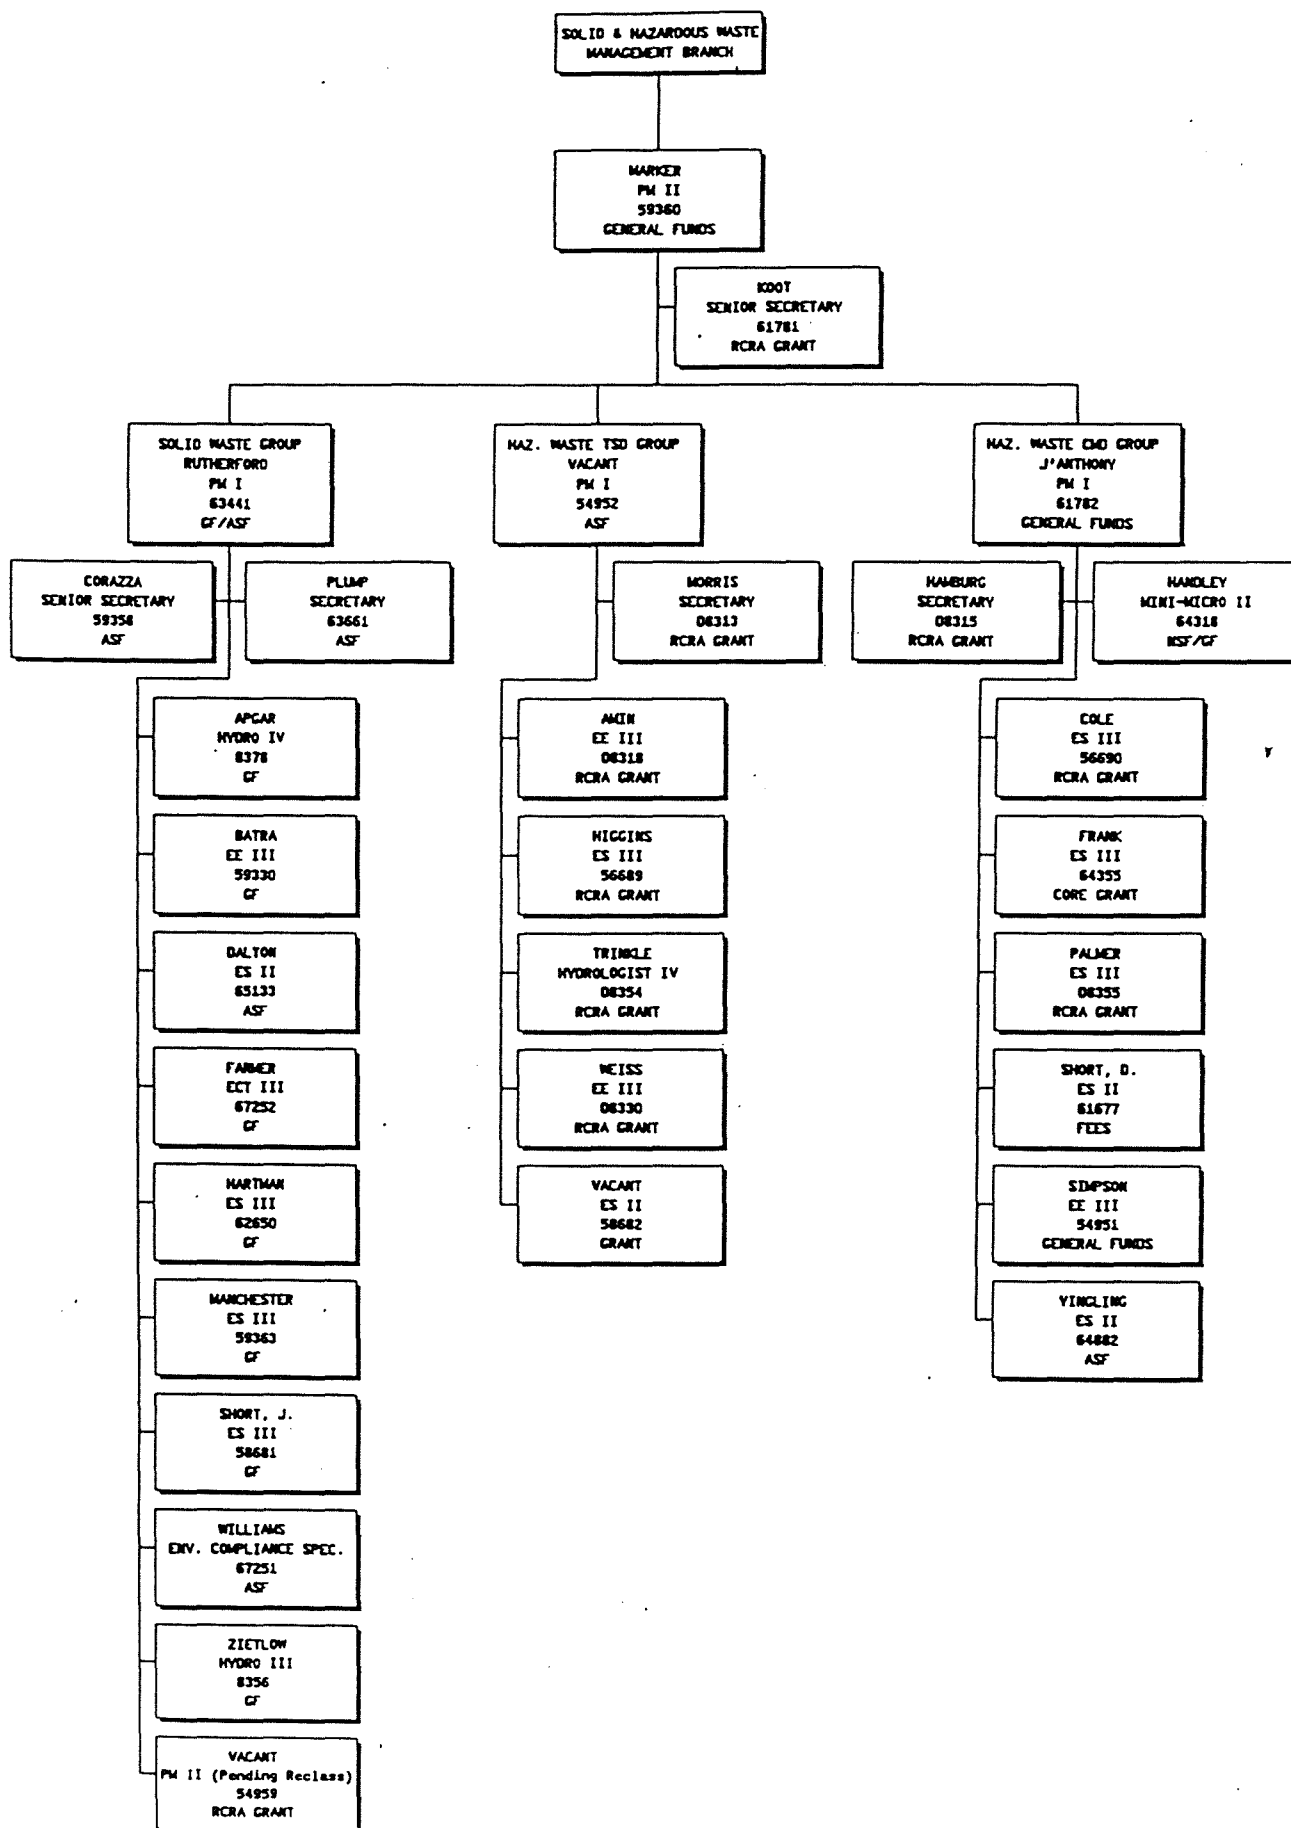 SOLID & HAZARDOUS WASTE
MANAGEMENT BRANCH
MARKER
PM II
59360
GENERAL FUNDS
KOOT
SENIOR SECRETARY
61781
RCRA GRANT
SOLID WASTE GROUP
RUTHERFORD
PM I
63441
GF/ASF
HAZ. WASTE TSD GROUP
VACANT
PM I
54952
ASF
HAZ. WASTE CMD GROUP
J'ANTHONY
PM I
61782
GENERAL FUNDS
CORAZZA
SENIOR SECRETARY
59358
ASF
PLUMP
SECRETARY
63661
ASF
MORRIS
SECRETARY
08313
RCRA GRANT
HAMBURG
SECRETARY
08315
RCRA GRANT
HANDLEY
MINI-MICRO II
64318
NSF/GF
APGAR
HYDRO IV
8378
GF
BATRA
EE III
59330
GF
DALTON
ES II
65133
ASF
FARMER
ECT III
67252
GF
HARTMAN
ES III
62650
GF
MANCHESTER
ES III
59363
GF
SHORT, J.
ES III
58681
GF
WILLIAMS
ENV. COMPLIANCE SPEC.
67251
ASF
ZIETLOW
HYDRO III
8356
GF
VACANT
PM II (Pending Reclass)
54959
RCRA GRANT
AMIN
EE III
08318
RCRA GRANT
HIGGINS
ES III
56689
RCRA GRANT
TRINKLE
HYDROLOGIST IV
08354
RCRA GRANT
WEISS
EE III
08330
RCRA GRANT
VACANT
ES II
58682
GRANT
COLE
ES III
56690
RCRA GRANT
FRANK
ES III
64355
CORE GRANT
PALMER
ES III
08355
RCRA GRANT
SHORT, D.
ES II
61677
FEES
SIMPSON
EE III
54951
GENERAL FUNDS
YINGLING
ES II
64882
ASF